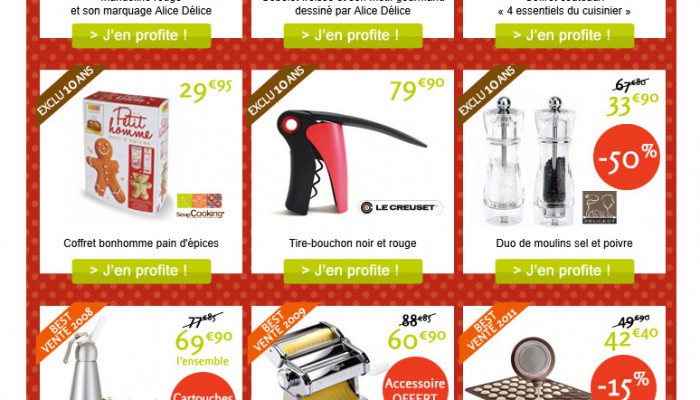 et son marquage Alice Délice
dessiné par Alice Délice
« 4 essentiels du cuisinier »
> J'en profite !
> J'en profite !
> J'en profite !
EXCLU 10 ANS
29€95
Petit
homme
ScrapCooking
Coffret bonhomme pain d'épices
> J'en profite !
EXCLU 10 ANS
79€90
LE CREUSET
Tire-bouchon noir et rouge
> J'en profite !
EXCLU 10 ANS
67€80
33€90
-50%
PEUGEOT
Duo de moulins sel et poivre
> J'en profite !
BEST
VENTE 2008
77€85
69€90
l'ensemble
Cartouches
BEST
VENTE 2009
88€85
60€90
Accessoire
OFFERT
BEST
VENTE 2011
49€90
42€40
-15%